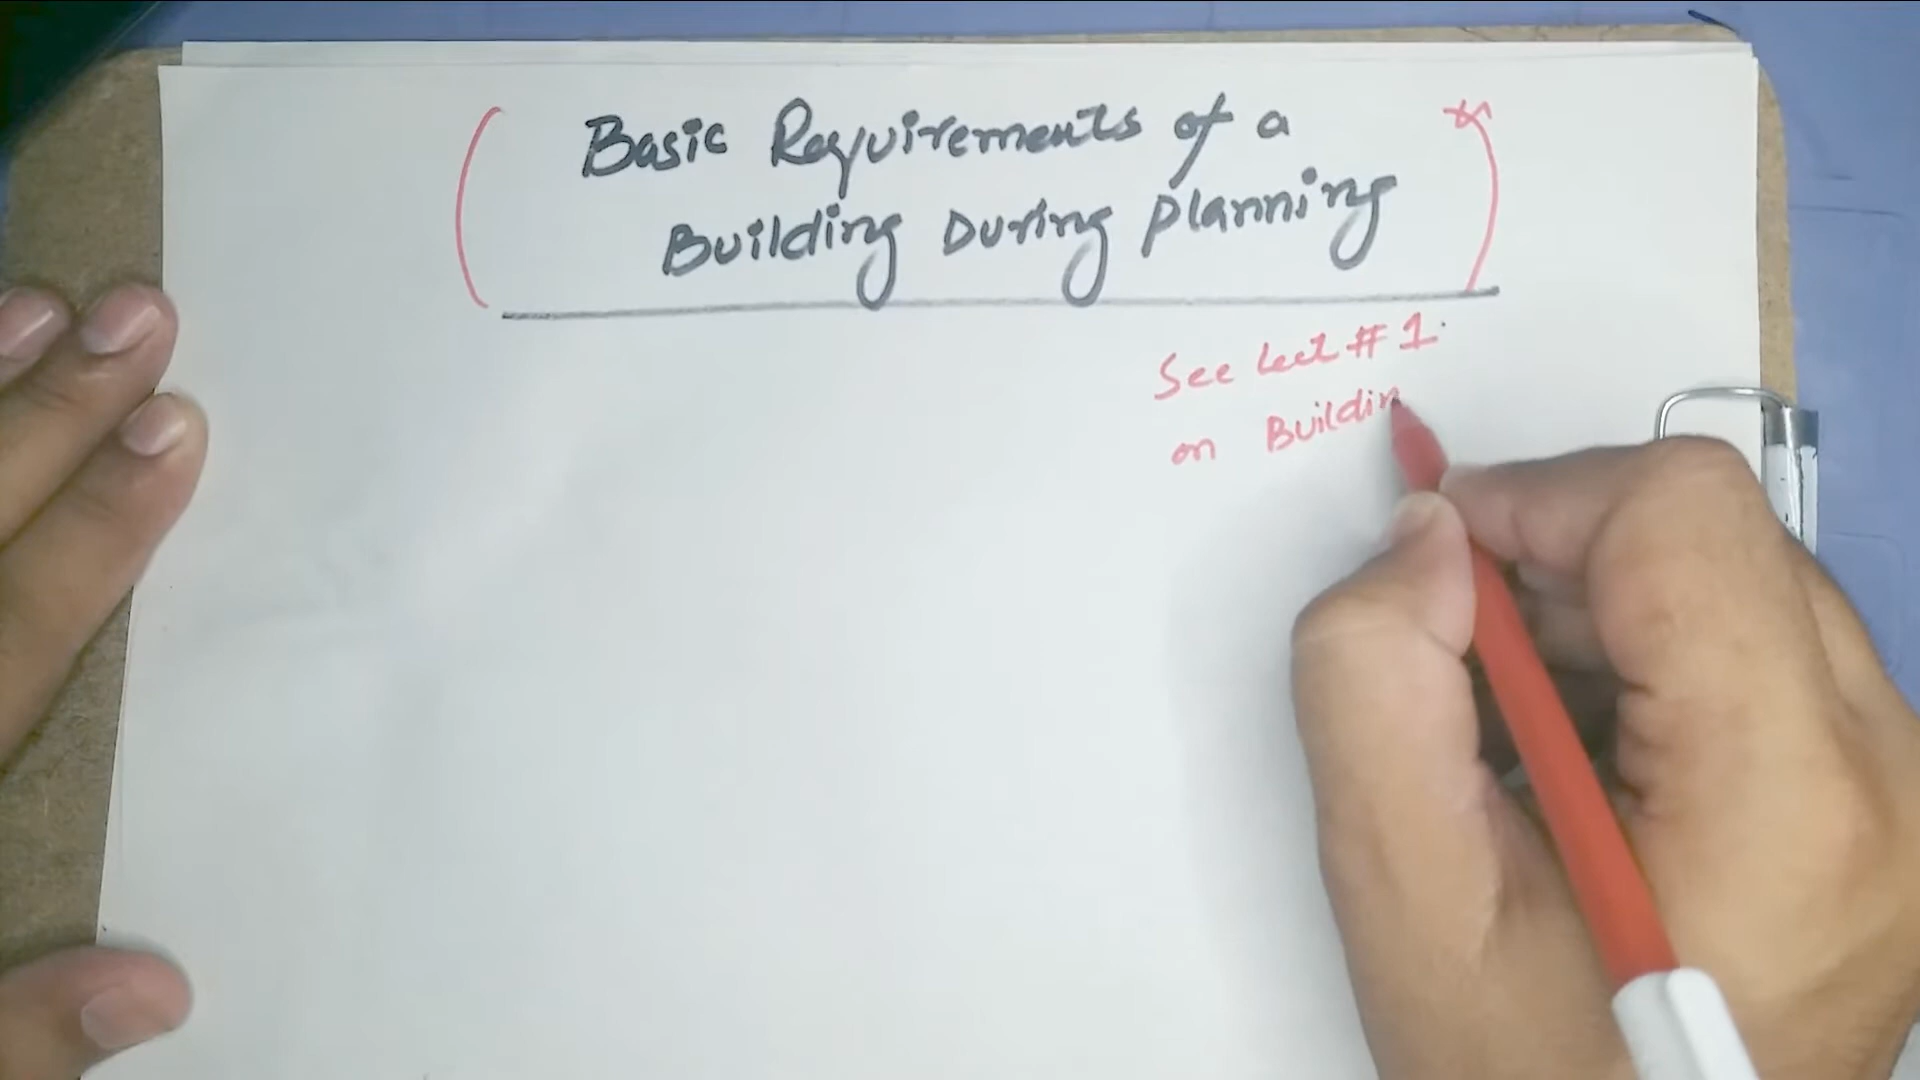 Basic Requirements of a
Building During planning
See Lect # 1.
on Buildin